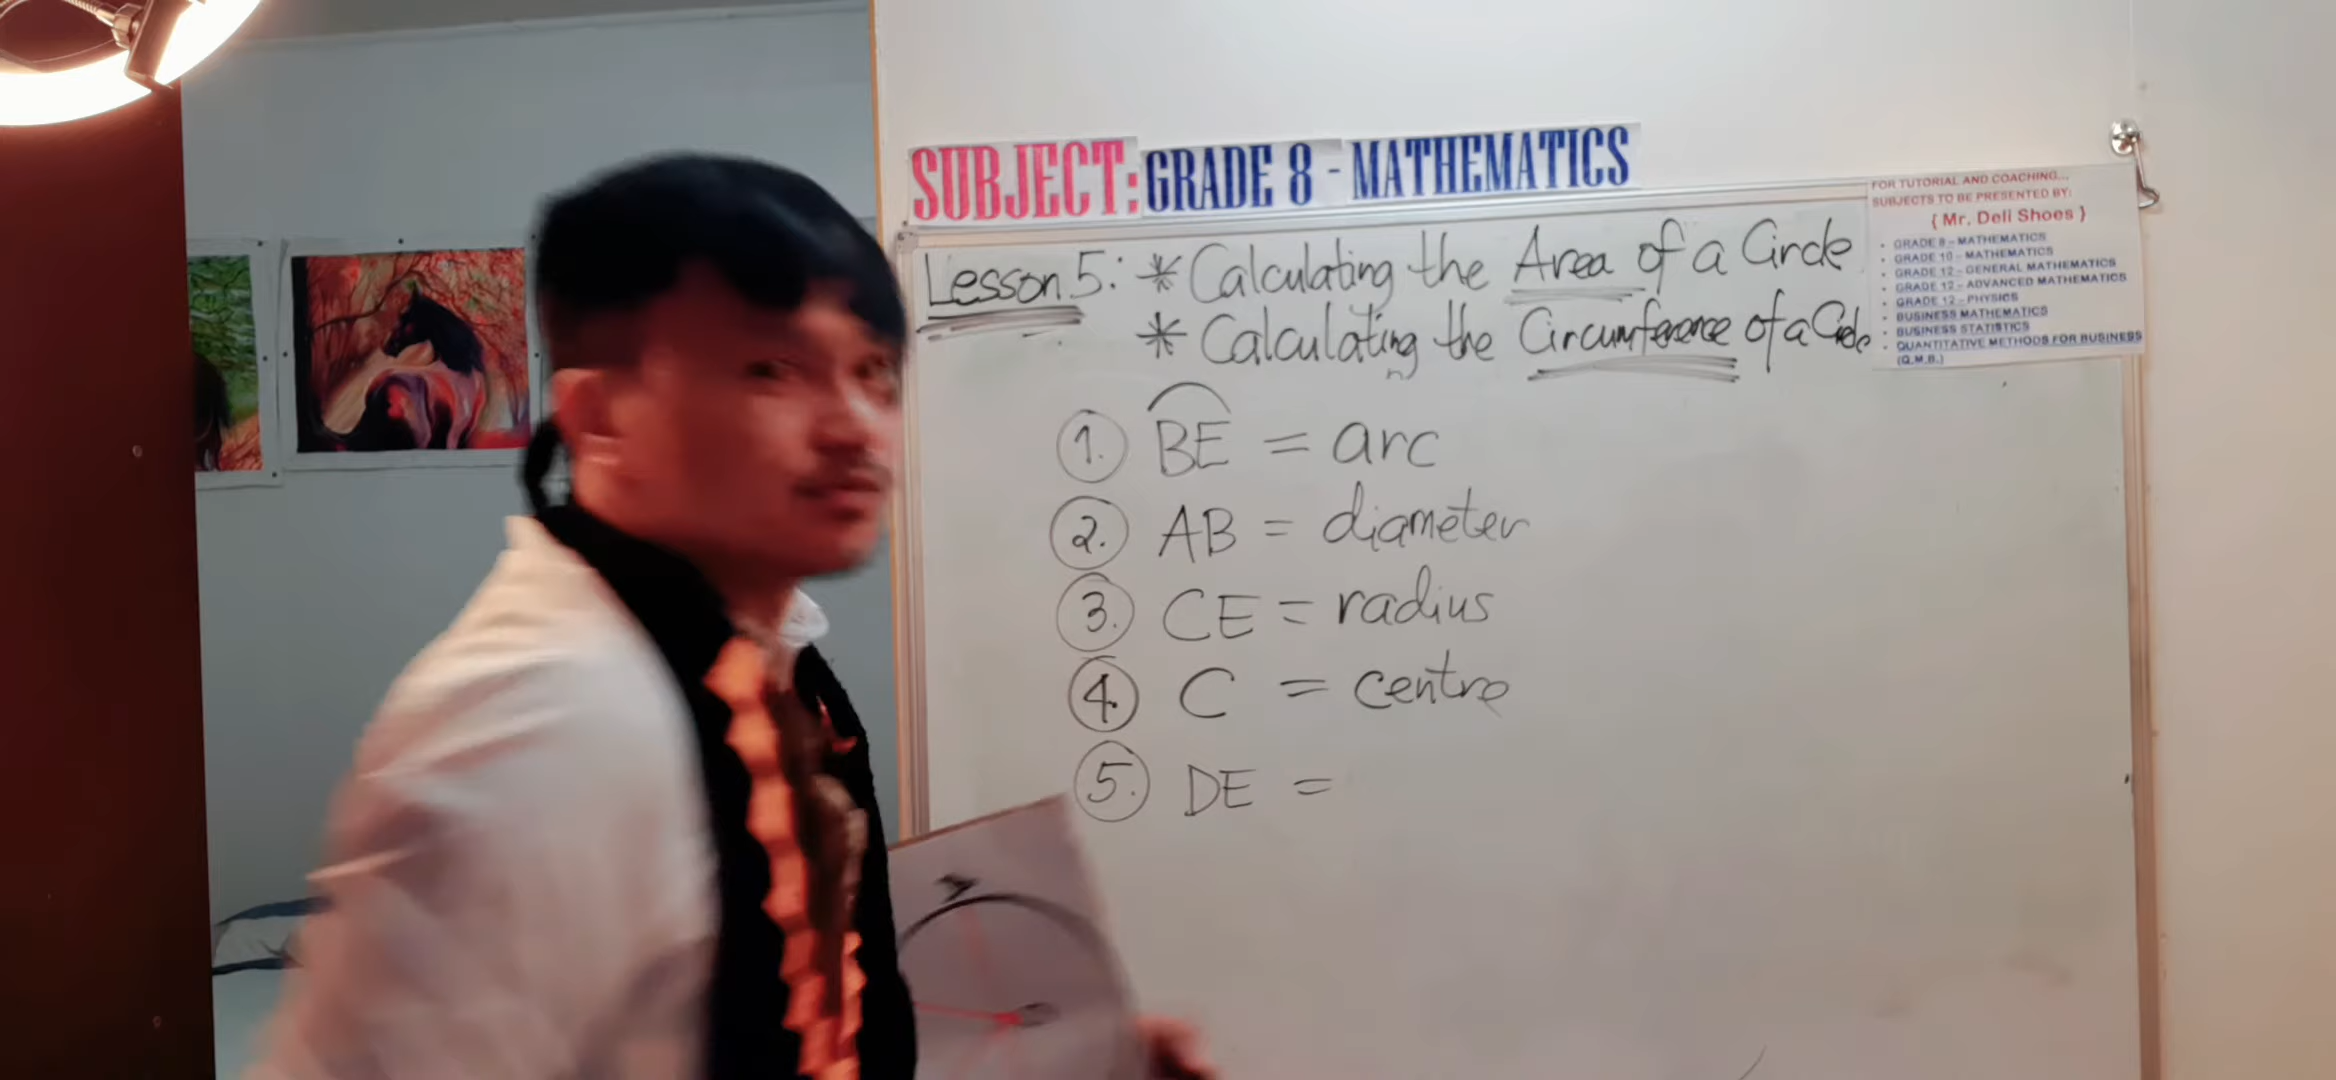 SUBJECT: GRADE 8 - MATHEMATICS
FOR TUTORIAL AND COACHING...
SUBJECTS TO BE PRESENTED BY:
{ Mr. Deli Shoes }
• GRADE 8 - MATHEMATICS
• GRADE 10 - MATHEMATICS
• GRADE 12 - GENERAL MATHEMATICS
• GRADE 12 - ADVANCED MATHEMATICS
• GRADE 12 - PHYSICS
• BUSINESS MATHEMATICS
• BUSINESS STATISTICS
• QUANTITATIVE METHODS FOR BUSINESS
(Q.M.B.)
Lesson 5: * Calculating the Area of a Circle
* Calculating the Circumference of a Circle
1. BE = arc
2. AB = diameter
3. CE = radius
4. C = centre
5. DE =